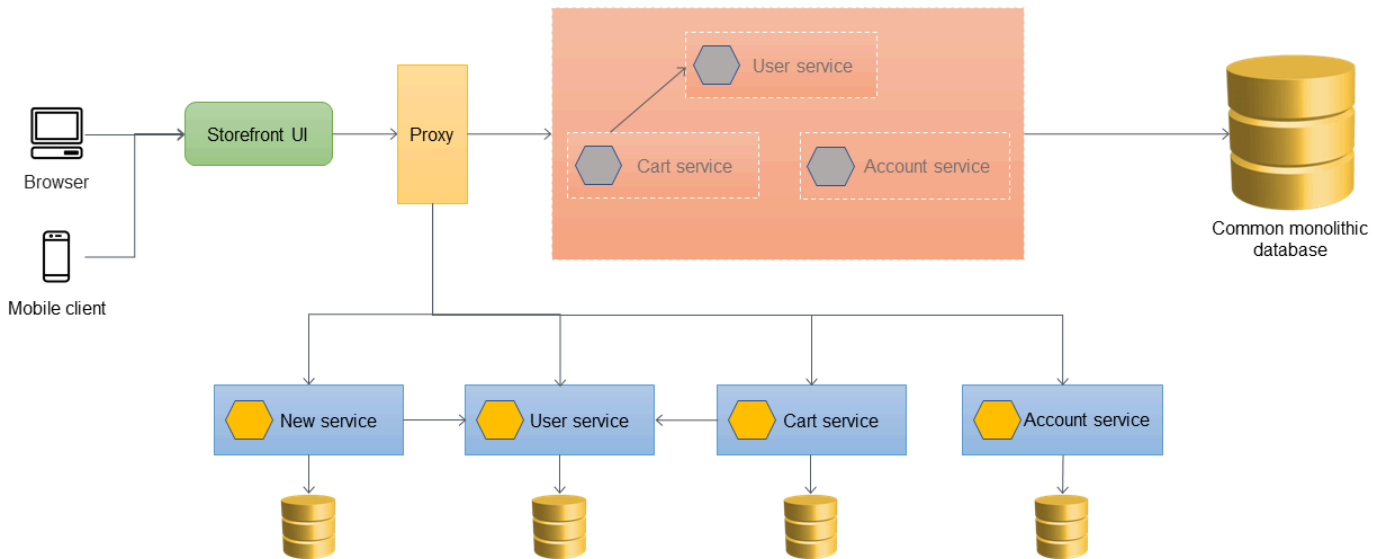 User service
Storefront UI
Proxy
Cart service
Account service
Browser
Common monolithic
database
Mobile client
New service
User service
Cart service
Account service